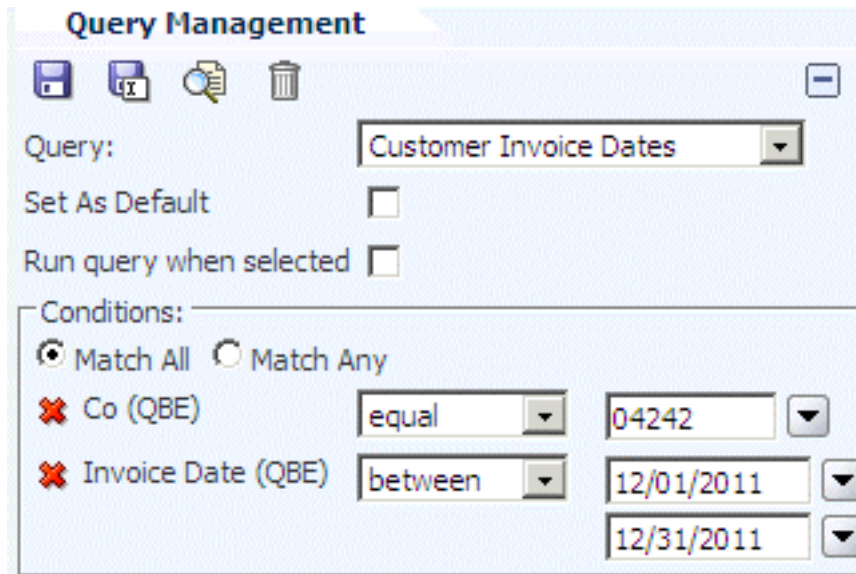 Query Management
Query: Customer Invoice Dates
Set As Default
Run query when selected
Conditions:
Match All Match Any
Co (QBE) equal 04242
Invoice Date (QBE) between 12/01/2011
12/31/2011